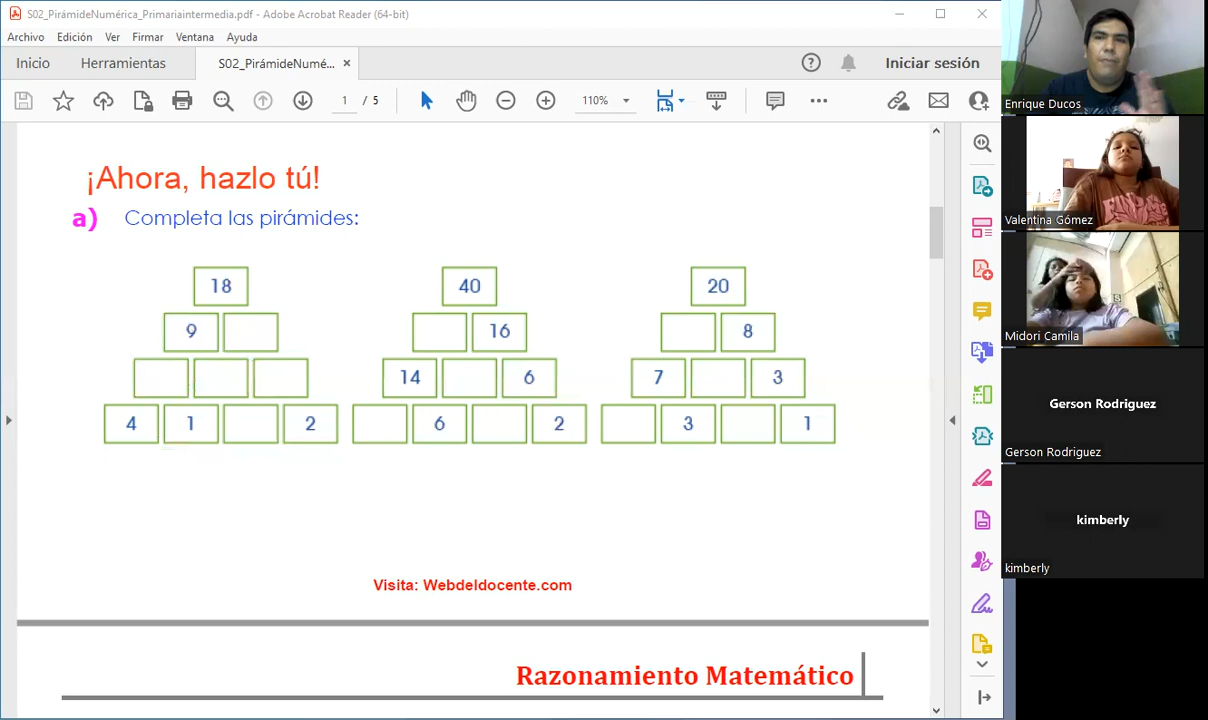 S02_PirámideNumérica_Primariaintermedia.pdf - Adobe Acrobat Reader (64-bit)
Archivo Edición Ver Firmar Ventana Ayuda
Inicio Herramientas S02_PirámideNumé... × Iniciar sesión
1 / 5 110%
¡Ahora, hazlo tú!
a) Completa las pirámides:
18 40 20
9 16 8
14 6 7 3
4 1 2 6 2 3 1
Visita: Webdeldocente.com
Razonamiento Matemático
Enrique Ducos
Valentina Gómez
Midori Camila
Gerson Rodriguez
Gerson Rodriguez
kimberly
kimberly